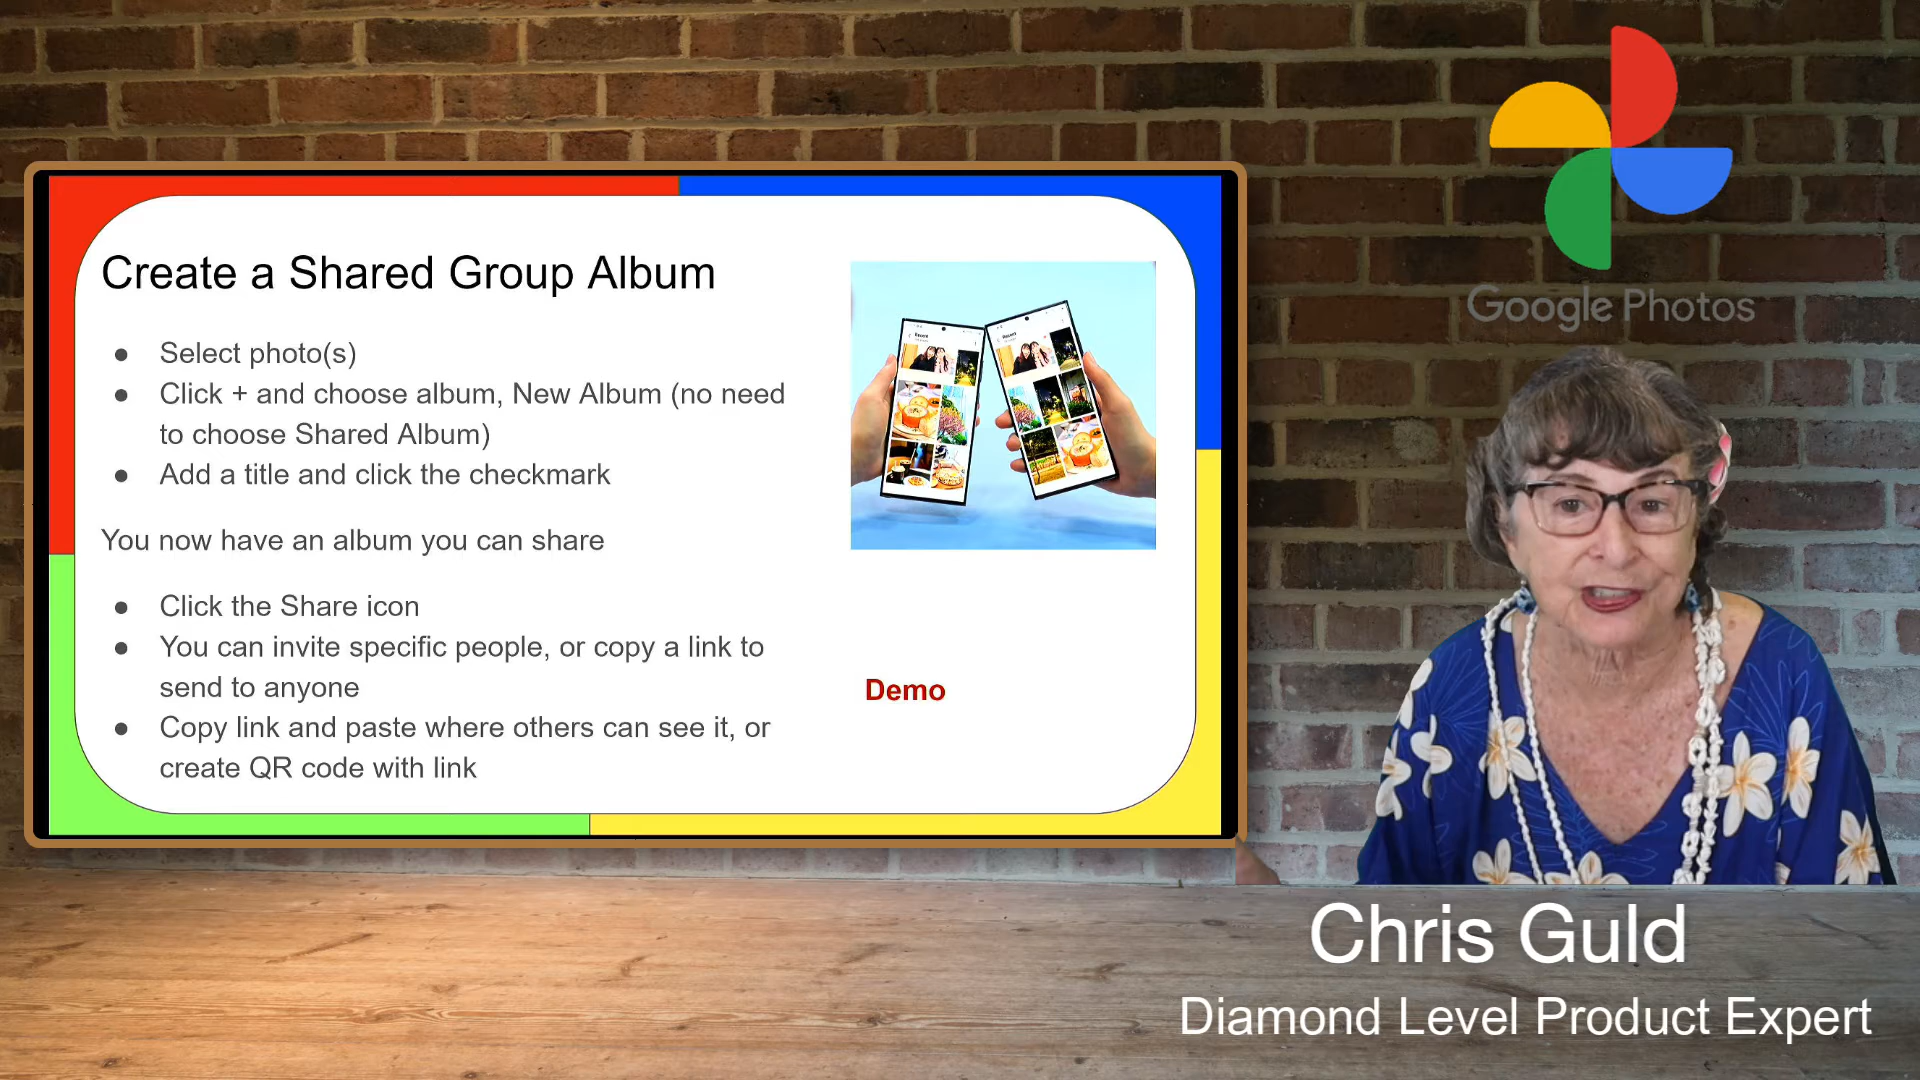 Create a Shared Group Album
● Select photo(s)
● Click + and choose album, New Album (no need
to choose Shared Album)
● Add a title and click the checkmark
You now have an album you can share
● Click the Share icon
● You can invite specific people, or copy a link to
send to anyone
● Copy link and paste where others can see it, or
create QR code with link
Demo
Google Photos
Chris Guld
Diamond Level Product Expert